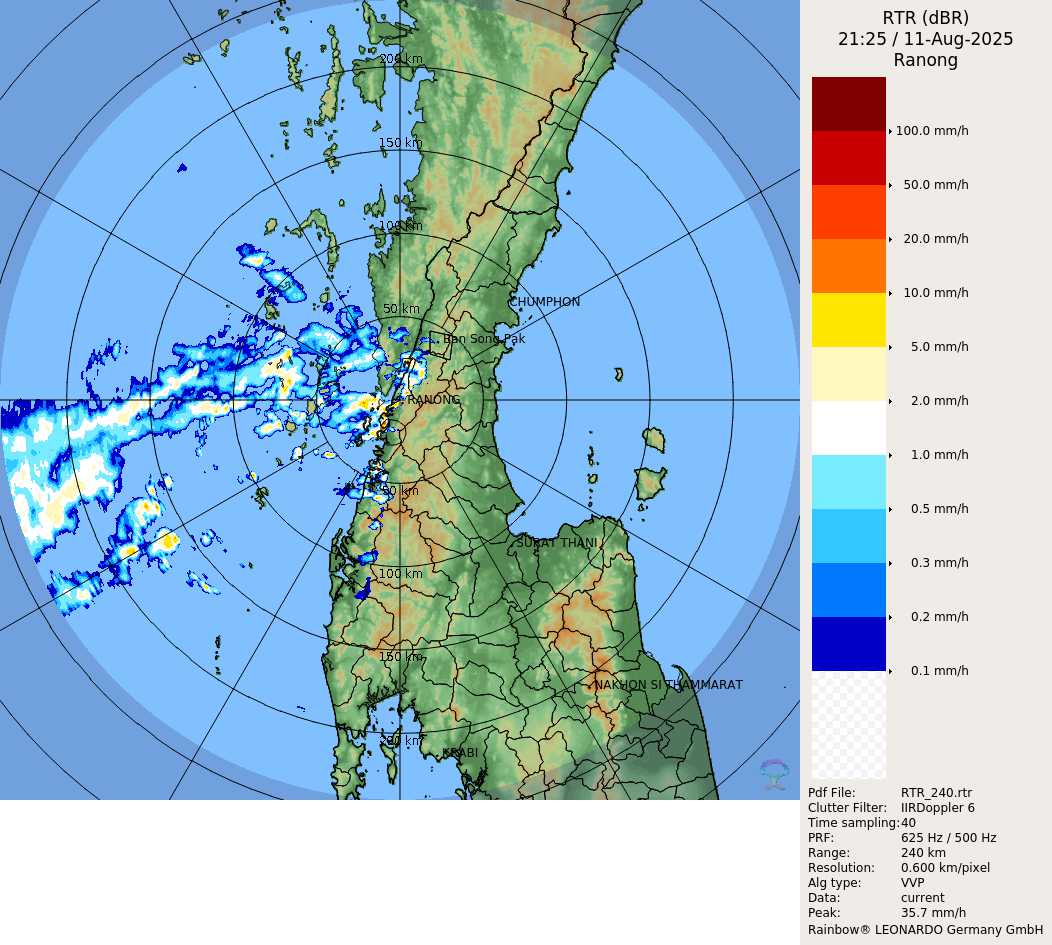 RTR (dBR)
21:25 / 11-Aug-2025
Ranong
200 km
150 km
100 km
50 km
CHUMPHON
Ban Song Pak
RANONG
50 km
SURAT THANI
100 km
150 km
NAKHON SI THAMMARAT
200 km
KRABI
100.0 mm/h
50.0 mm/h
20.0 mm/h
10.0 mm/h
5.0 mm/h
2.0 mm/h
1.0 mm/h
0.5 mm/h
0.3 mm/h
0.2 mm/h
0.1 mm/h
Pdf File: RTR_240.rtr
Clutter Filter: IIRDoppler 6
Time sampling:40
PRF: 625 Hz / 500 Hz
Range: 240 km
Resolution: 0.600 km/pixel
Alg type: VVP
Data: current
Peak: 35.7 mm/h
Rainbow® LEONARDO Germany GmbH